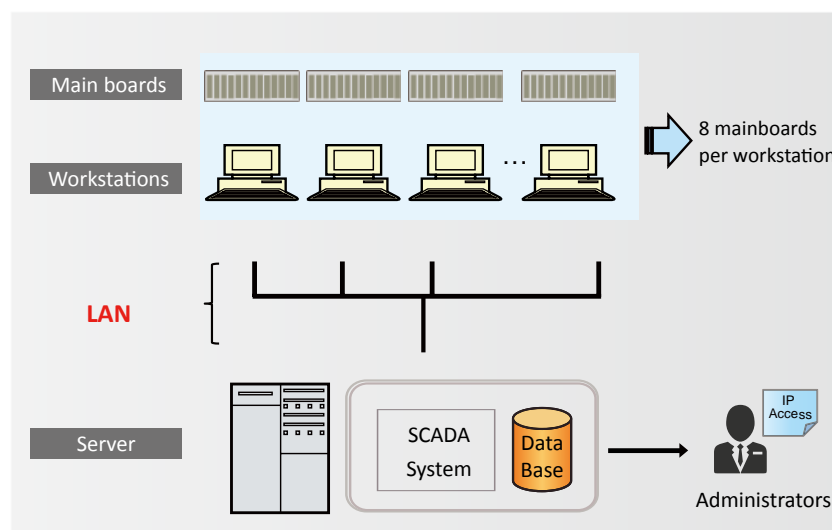 Main boards
8 mainboards
per workstation
Workstations
...
LAN
IP
Access
Server
SCADA
System
Data
Base
Administrators